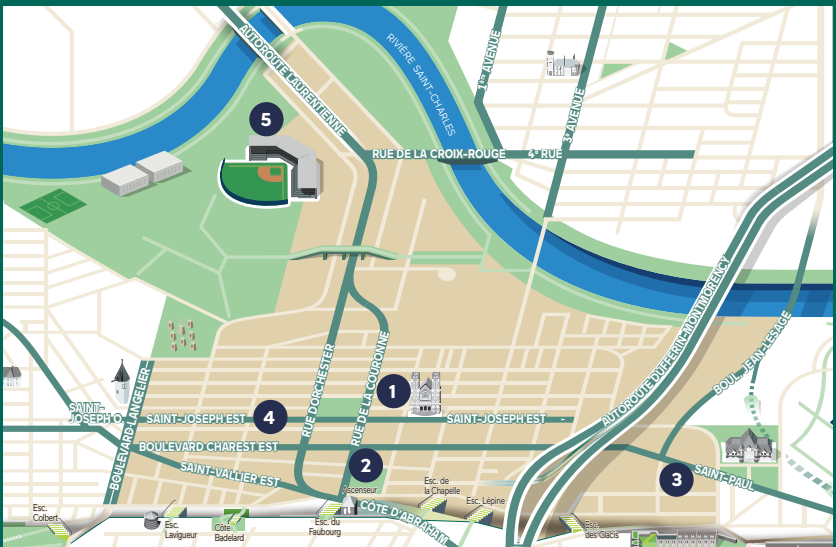 AUTOROUTE LAURENTIENNE
RIVIÈRE SAINT-CHARLES
1ÈRE AVENUE
3E AVENUE
5
RUE DE LA CROIX-ROUGE
4E RUE
AUTOROUTE DUFFERIN-MONTMORENCY
BOUL. JEAN-LESAGE
RUE DORCHESTER
RUE DE LA COURONNE
1
BOULEVARD LANGELIER
SAINT-
JOSEPH O.
SAINT-JOSEPH EST
4
SAINT-JOSEPH EST
BOULEVARD CHAREST EST
SAINT-VALLIER EST
2
3
SAINT-PAUL
Ascenseur
Esc. de
la Chapelle
Esc. Lépine
CÔTE D'ABRAHAM
Esc.
Colbert
Esc.
Lavigueur
Côte
Badelard
Esc. du
Faubourg
Esc.
des Glacis